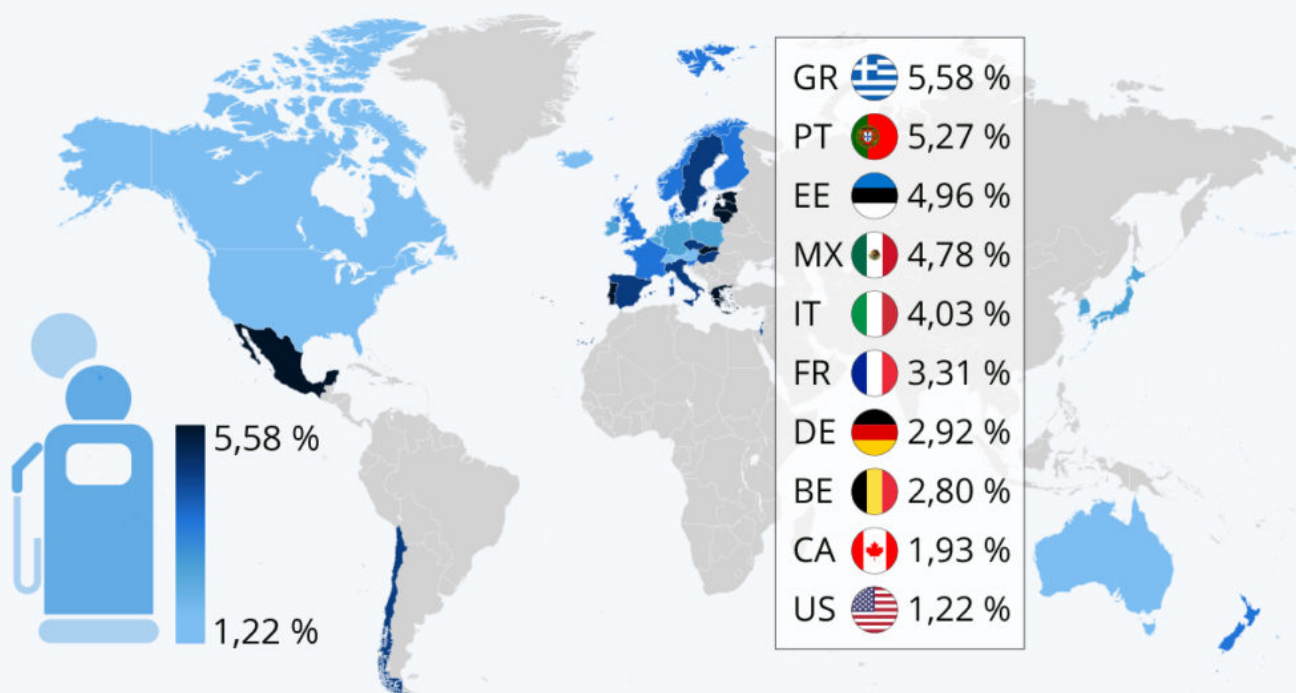 GR 5,58 %
PT 5,27 %
EE 4,96 %
MX 4,78 %
IT 4,03 %
FR 3,31 %
DE 2,92 %
BE 2,80 %
CA 1,93 %
US 1,22 %
5,58 %
1,22 %